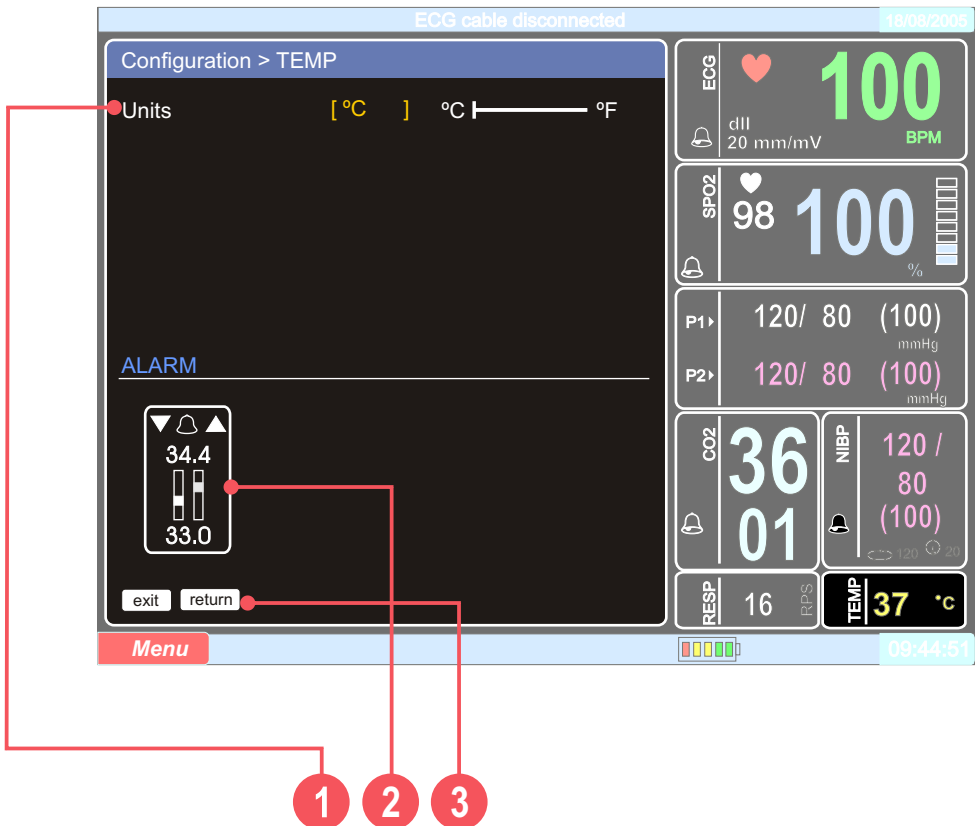 ECG cable disconnected
18/08/2005
Configuration > TEMP
Units [ ºC ] ºC ºF
ALARM
34.4
33.0
exit return
ECG
100
dII
20 mm/mV
BPM
SPO2
98
100
%
P1 120/ 80 (100)
mmHg
P2 120/ 80 (100)
mmHg
CO2
36
01
NIBP
120 /
80
(100)
120 20
RESP
16
RPS
TEMP
37 °C
Menu
09:44:51
1 2 3